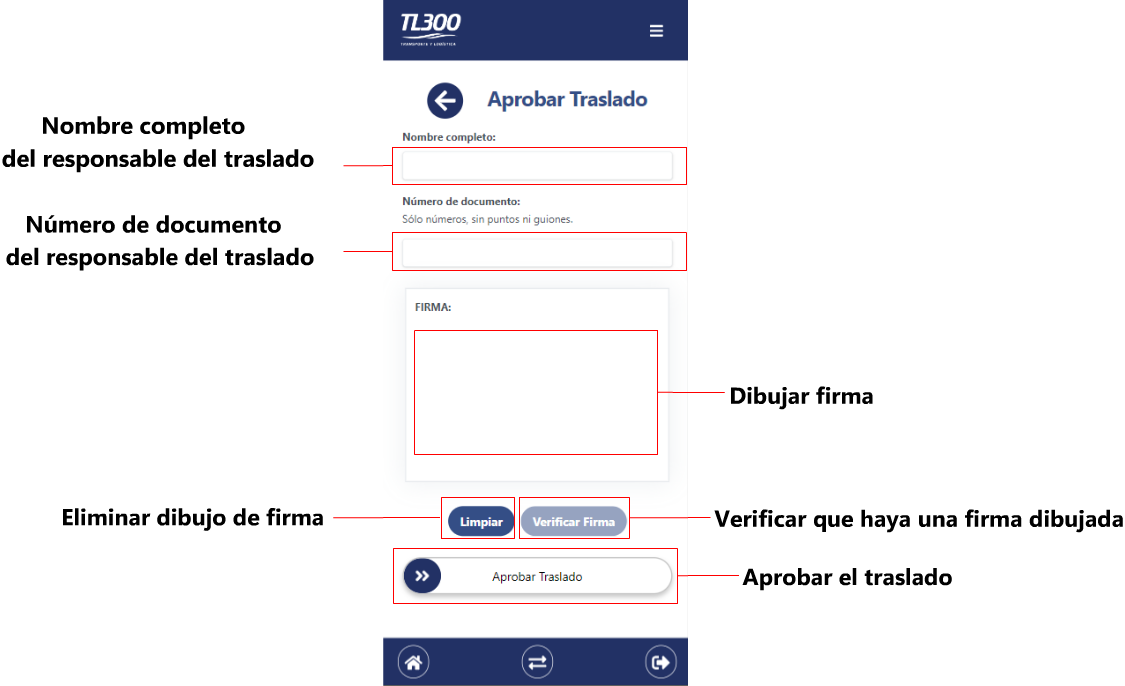 TL300
TRANSPORTE Y LOGÍSTICA
Aprobar Traslado
Nombre completo
del responsable del traslado
Nombre completo:
Número de documento:
Sólo números, sin puntos ni guiones.
Número de documento
del responsable del traslado
FIRMA:
Dibujar firma
Eliminar dibujo de firma
Limpiar
Verificar Firma
Verificar que haya una firma dibujada
Aprobar Traslado
Aprobar el traslado